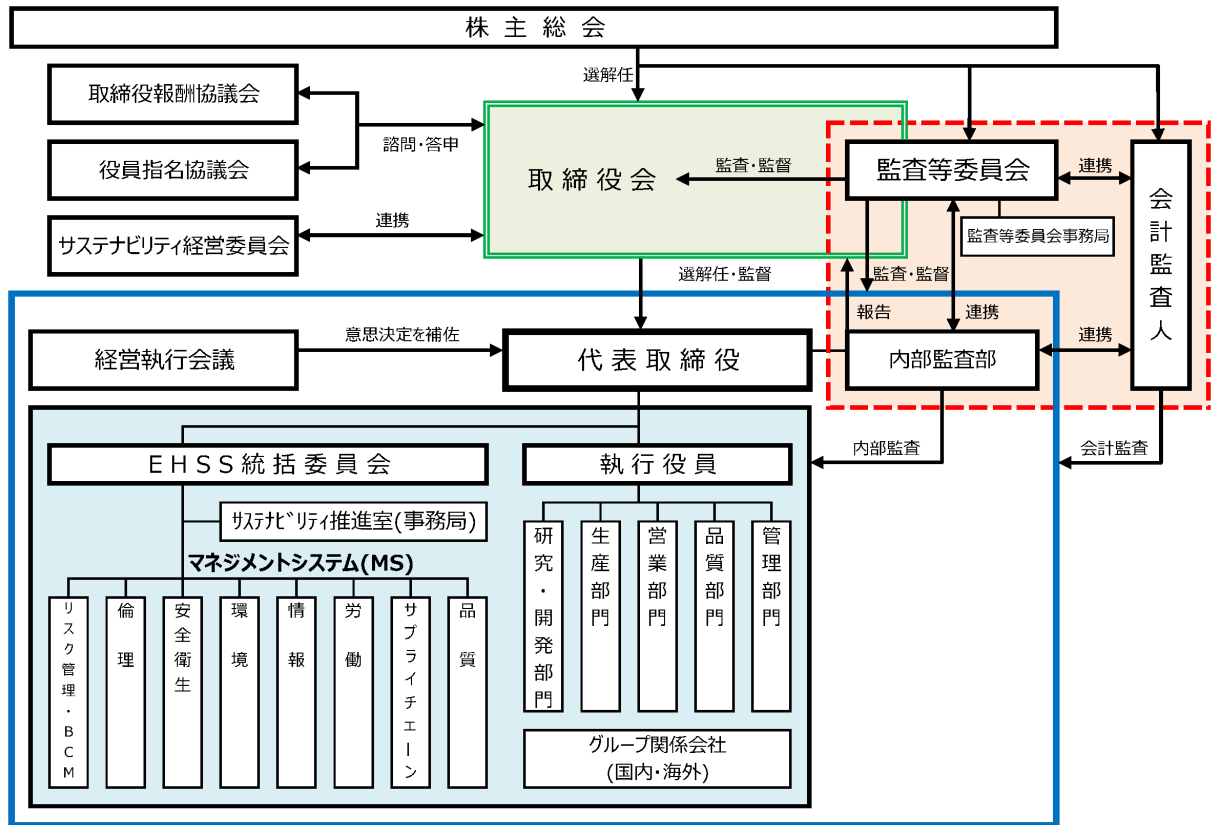 株主総会
選解任
取締役報酬協議会
役員指名協議会
諮問・答申
サステナビリティ経営委員会
連携
取締役会
監査・監督
監査等委員会
連携
会計監査人
監査等委員会事務局
選解任・監督
監査・監督
報告
連携
経営執行会議
意思決定を補佐
代表取締役
内部監査部
連携
内部監査
会計監査
EHSS統括委員会
執行役員
サステナビリティ推進室(事務局)
マネジメントシステム(MS)
リスク管理・BCM
倫理
安全衛生
環境
情報
労働
サプライチェーン
品質
研究・開発部門
生産部門
営業部門
品質部門
管理部門
グループ関係会社
(国内・海外)